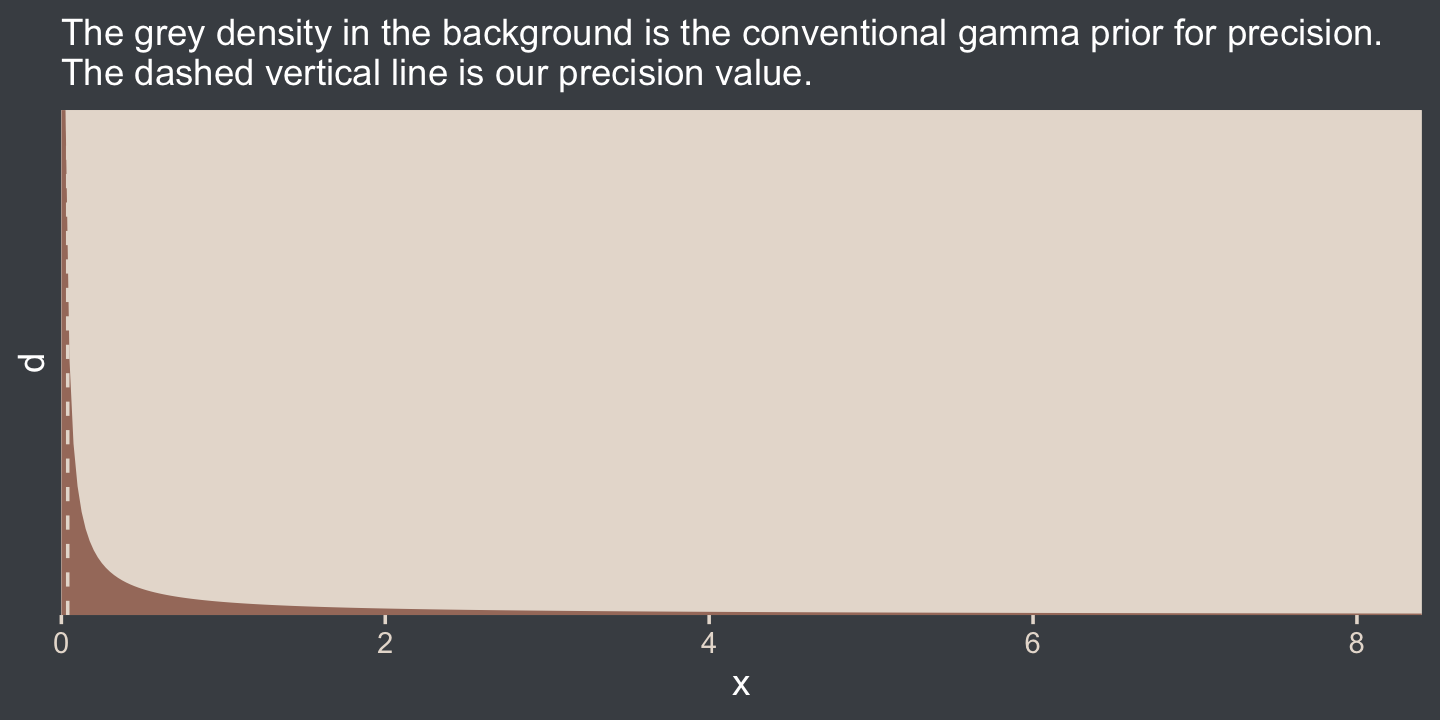 The grey density in the background is the conventional gamma prior for precision.
The dashed vertical line is our precision value.
d
0 2 4 6 8
x